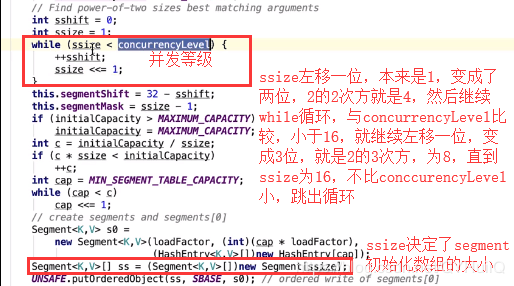 // Find power-of-two sizes best matching arguments
int sshift = 0;
int ssize = 1;
while (ssize < concurrencyLevel) {
++sshift;
ssize <<= 1;
}
并发等级
this.segmentShift = 32 - sshift;
this.segmentMask = ssize - 1;
if (initialCapacity > MAXIMUM_CAPACITY)
initialCapacity = MAXIMUM_CAPACITY;
int c = initialCapacity / ssize;
if (c * ssize < initialCapacity)
++c;
int cap = MIN_SEGMENT_TABLE_CAPACITY;
while (cap < c)
cap <<= 1;
// create segments and segments[0]
Segment<K,V> s0 =
new Segment<K,V>(loadFactor, (int)(cap * loadFactor),
(HashEntry<K,V>[])new HashEntry[cap]);
Segment<K,V>[] ss = (Segment<K,V>[])new Segment[ssize];
UNSAFE.putOrderedObject(ss, SBASE, s0); // ordered write of segments[0]
ssize左移一位，本来是1，变成了
两位，2的2次方就是4，然后继续
while循环，与concurrencyLevel比
较，小于16，就继续左移一位，变
成3位，就是2的3次方，为8，直到
ssize为16，不比conccurencyLevel
小，跳出循环
ssize决定了segment
初始化数组的大小